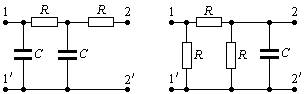 1 R R 2
C C
1′ 2′
1 R 2
R R C
1′ 2′